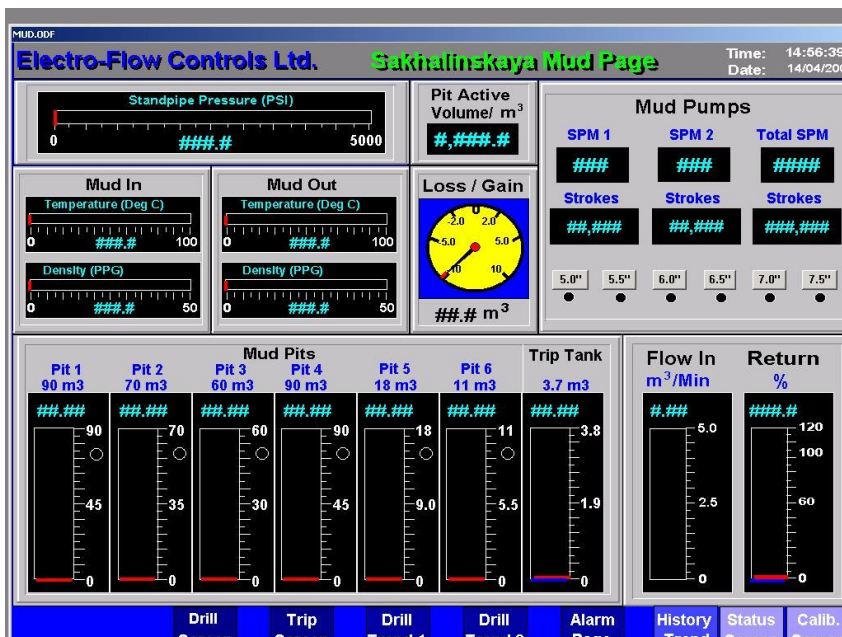 MUD.ODF
Electro-Flow Controls Ltd. Sakhalinskaya Mud Page
Time: 14:56:39
Date: 14/04/200
Standpipe Pressure (PSI)
0 ###.# 5000
Pit Active
Volume/ m³
#,###.#
Mud Pumps
SPM 1 SPM 2 Total SPM
### ### ####
Strokes Strokes Strokes
##,### ##,### ###,###
5.0" 5.5" 6.0" 6.5" 7.0" 7.5"
Mud In
Temperature (Deg C)
0 ###.# 100
Density (PPG)
0 ###.# 50
Mud Out
Temperature (Deg C)
0 ###.# 100
Density (PPG)
0 ###.# 50
Loss / Gain
0
-2.0 2.0
-5.0 5.0
-10 10
##.# m³
Mud Pits
Pit 1 Pit 2 Pit 3 Pit 4 Pit 5 Pit 6 Trip Tank
90 m3 70 m3 60 m3 90 m3 18 m3 11 m3 3.7 m3
##.## ##.## ##.## ##.## ##.## ##.## ##.##
90 70 60 90 18 11 3.8
45 35 30 45 9.0 5.5 1.9
0 0 0 0 0 0 0
Flow In Return
m³/Min %
#.## ####.#
5.0 120
100
2.5 60
0 0
Drill Trip Drill Drill Alarm History Status Calib.